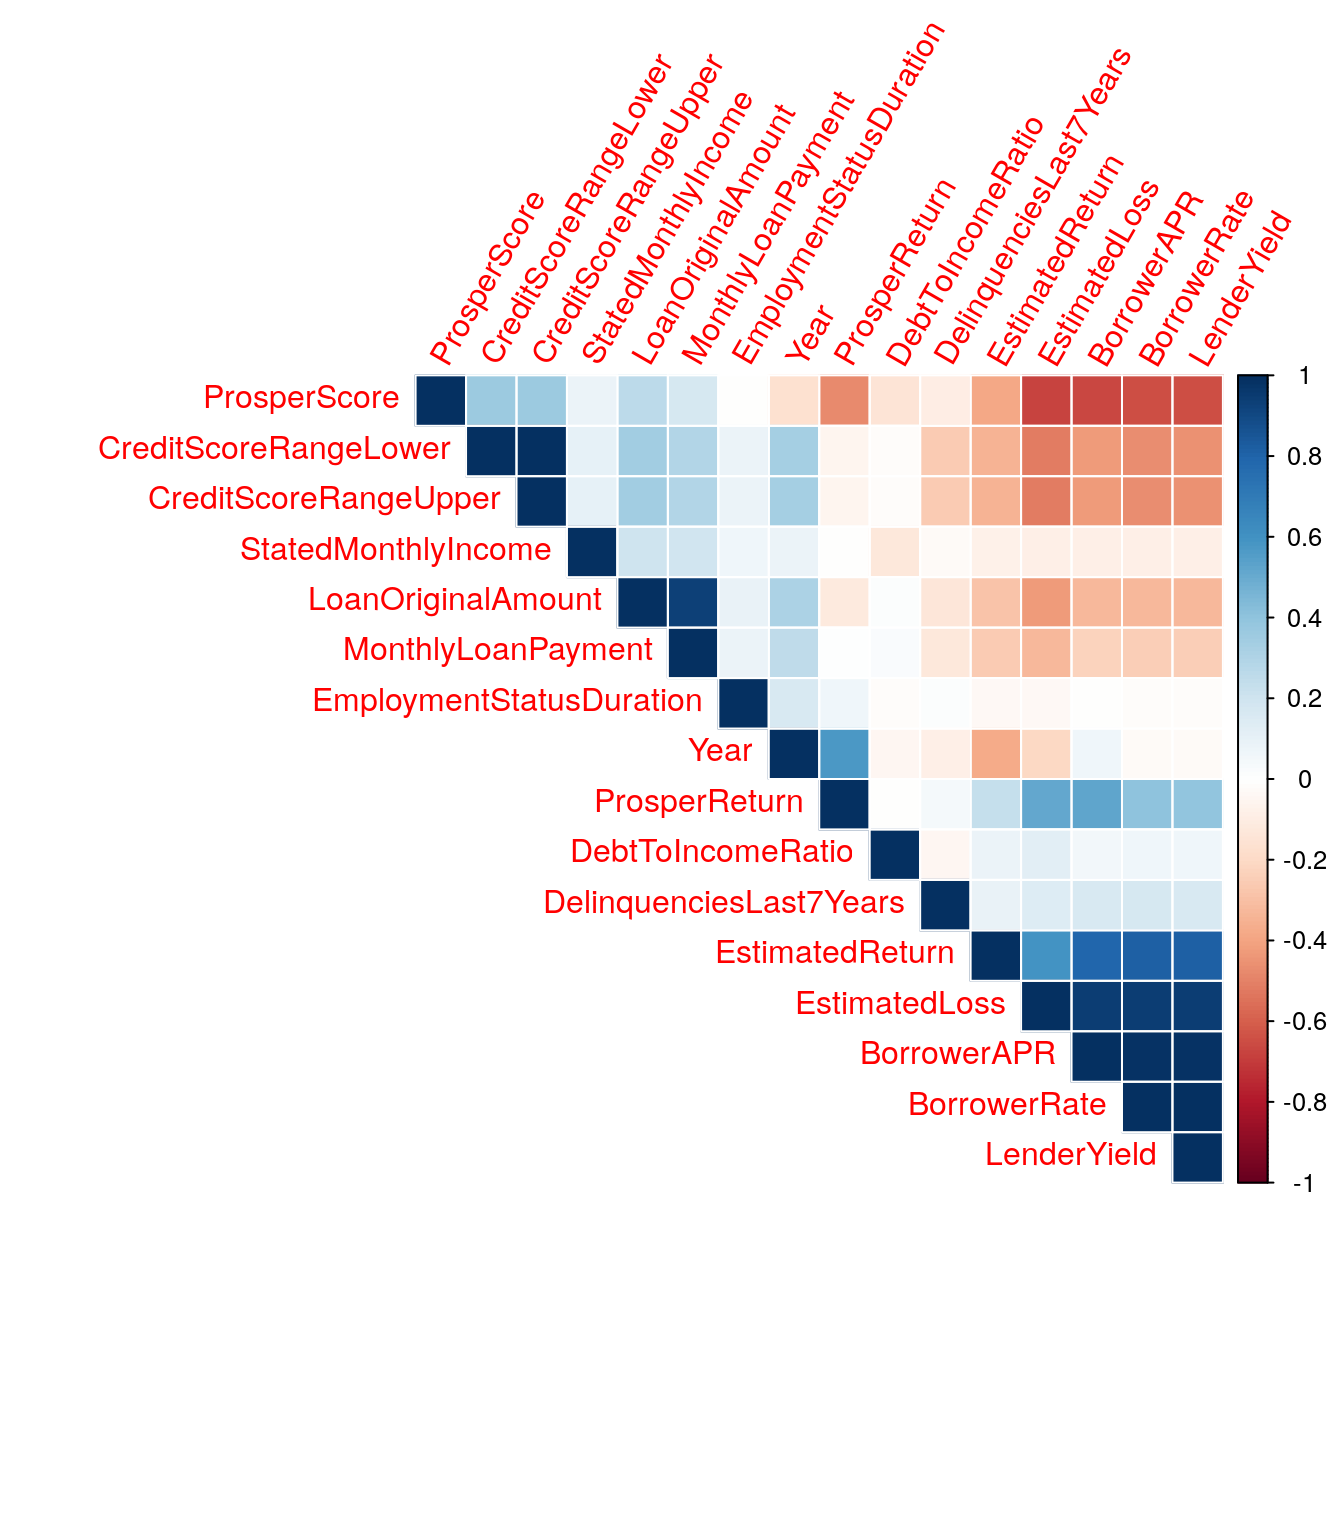 ProsperScore
CreditScoreRangeLower
CreditScoreRangeUpper
StatedMonthlyIncome
LoanOriginalAmount
MonthlyLoanPayment
EmploymentStatusDuration
Year
ProsperReturn
DebtToIncomeRatio
DelinquenciesLast7Years
EstimatedReturn
EstimatedLoss
BorrowerAPR
BorrowerRate
LenderYield
ProsperScore
CreditScoreRangeLower
CreditScoreRangeUpper
StatedMonthlyIncome
LoanOriginalAmount
MonthlyLoanPayment
EmploymentStatusDuration
Year
ProsperReturn
DebtToIncomeRatio
DelinquenciesLast7Years
EstimatedReturn
EstimatedLoss
BorrowerAPR
BorrowerRate
LenderYield
1
0.8
0.6
0.4
0.2
0
-0.2
-0.4
-0.6
-0.8
-1